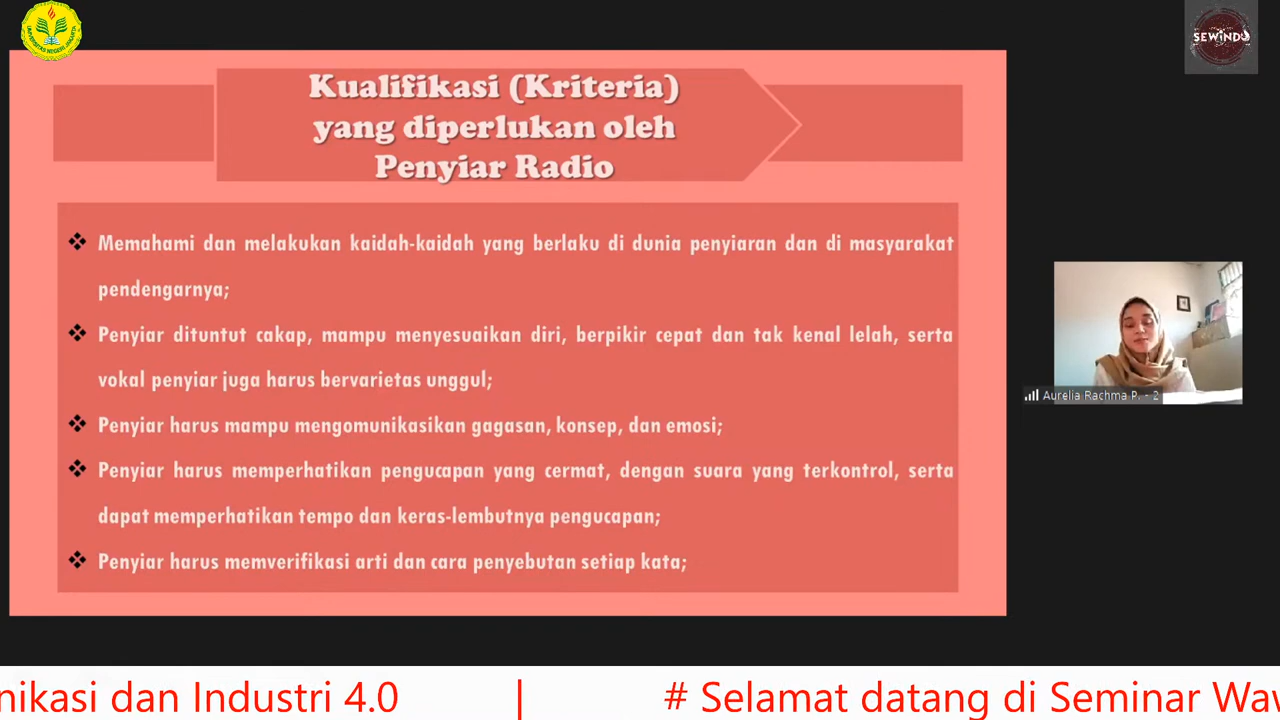 UNIVERSITAS NEGERI JAKARTA
SEWINDU
Kualifikasi (Kriteria)
yang diperlukan oleh
Penyiar Radio
Memahami dan melakukan kaidah-kaidah yang berlaku di dunia penyiaran dan di masyarakat
pendengarnya;
Penyiar dituntut cakap, mampu menyesuaikan diri, berpikir cepat dan tak kenal lelah, serta
vokal penyiar juga harus bervarietas unggul;
Penyiar harus mampu mengomunikasikan gagasan, konsep, dan emosi;
Penyiar harus memperhatikan pengucapan yang cermat, dengan suara yang terkontrol, serta
dapat memperhatikan tempo dan keras-lembutnya pengucapan;
Penyiar harus memverifikasi arti dan cara penyebutan setiap kata;
Aurelia Rachma P. - 2
nikasi dan Industri 4.0 | # Selamat datang di Seminar Waw